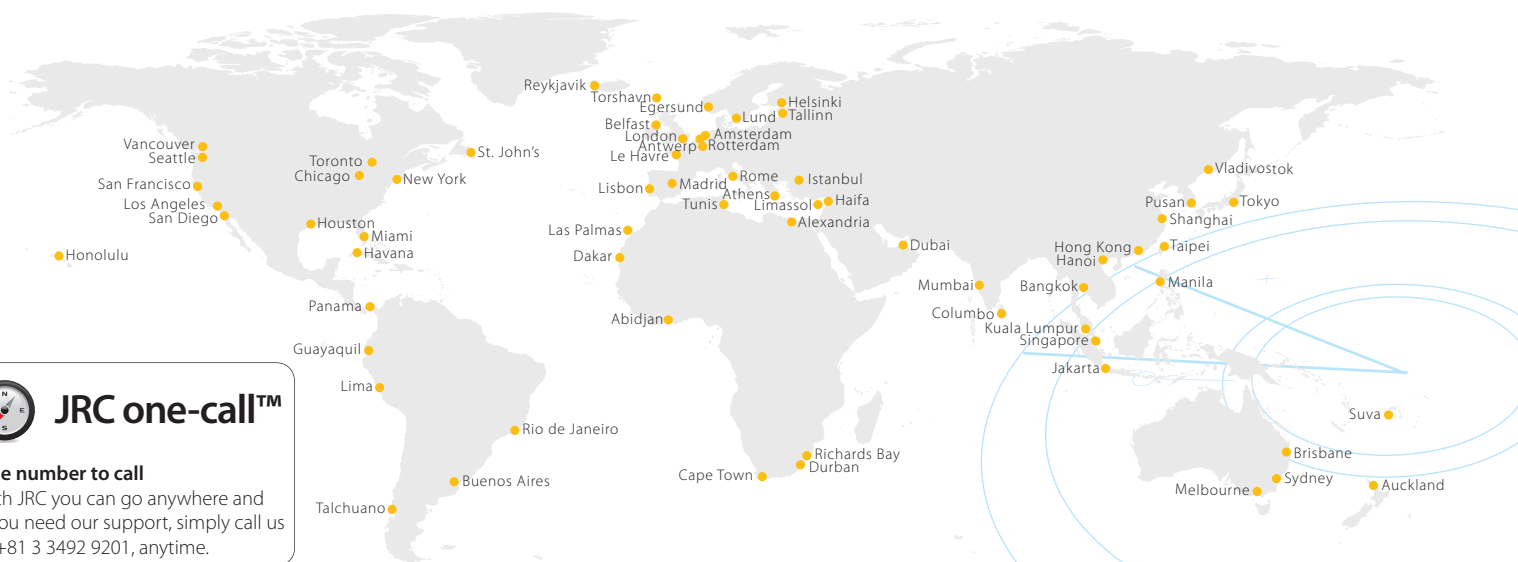 Reykjavik
Torshavn
Egersund
Helsinki
Tallinn
Lund
Belfast
London
Amsterdam
Antwerp
Rotterdam
Le Havre
Vancouver
Seattle
Toronto
Chicago
St. John's
New York
San Francisco
Los Angeles
San Diego
Houston
Miami
Havana
Honolulu
Lisbon
Madrid
Rome
Athens
Istanbul
Tunis
Limassol
Haifa
Alexandria
Las Palmas
Dakar
Dubai
Vladivostok
Pusan
Tokyo
Shanghai
Hong Kong
Taipei
Hanoi
Mumbai
Bangkok
Manila
Columbo
Kuala Lumpur
Singapore
Jakarta
Panama
Abidjan
Guayaquil
Lima
Rio de Janeiro
Buenos Aires
Talchuano
Richards Bay
Durban
Cape Town
Suva
Brisbane
Sydney
Melbourne
Auckland
N
E
S
JRC one-call™
e number to call
th JRC you can go anywhere and
ou need our support, simply call us
+81 3 3492 9201, anytime.